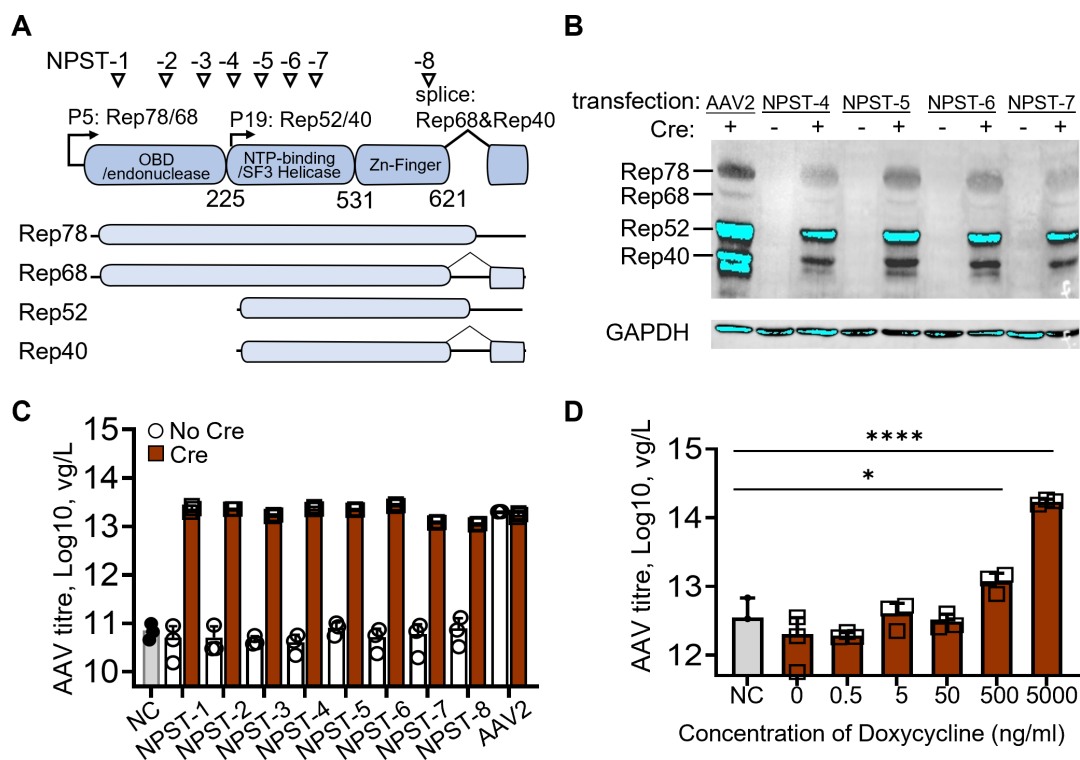 A
NPST-1 -2 -3 -4 -5 -6 -7 -8
splice:
P5: Rep78/68 P19: Rep52/40 Rep68&Rep40
OBD
/endonuclease
NTP-binding
/SF3 Helicase
Zn-Finger
225 531 621
Rep78
Rep68
Rep52
Rep40
B
transfection: AAV2 NPST-4 NPST-5 NPST-6 NPST-7
Cre: + - + - + - + - +
Rep78
Rep68
Rep52
Rep40
GAPDH
C
AAV titre, Log10, vg/L
15
14
13
12
11
10
No Cre
Cre
NC NPST-1 NPST-2 NPST-3 NPST-4 NPST-5 NPST-6 NPST-7 NPST-8 AAV2
D
AAV titre, Log10, vg/L
15
14
13
12
****
*
NC 0 0.5 5 50 500 5000
Concentration of Doxycycline (ng/ml)